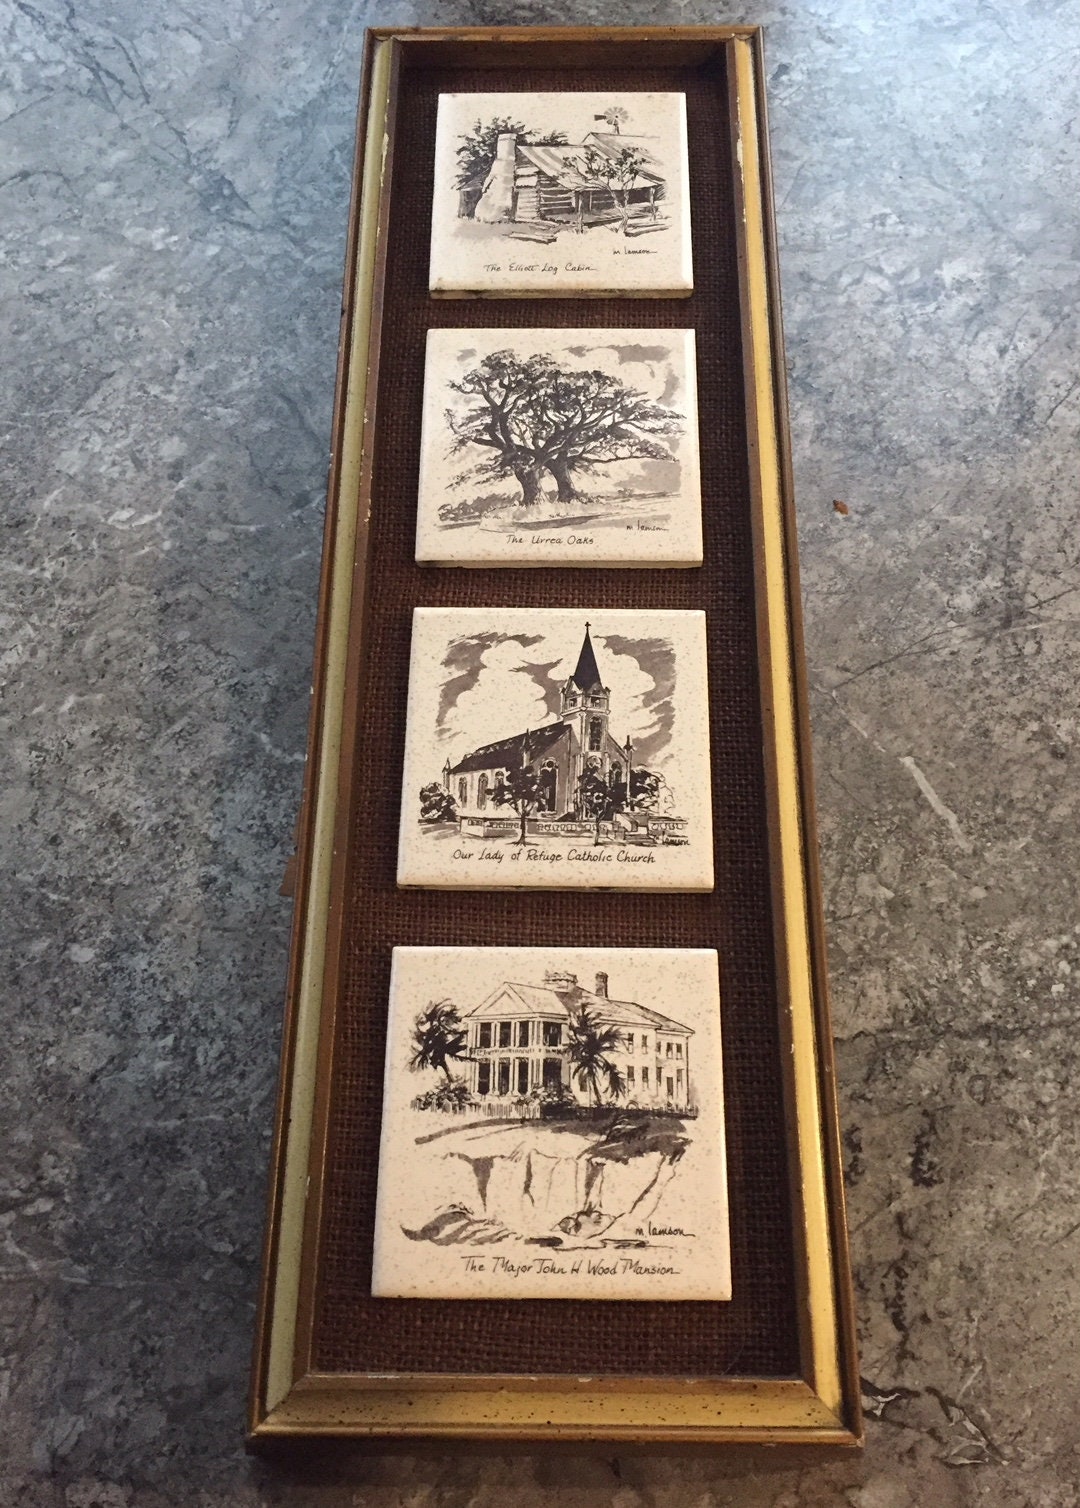 m lamson
The Elliott Log Cabin
m lamson
The Urrea Oaks
lamson
Our Lady of Refuge Catholic Church
m lamson
The Major John H Wood Mansion